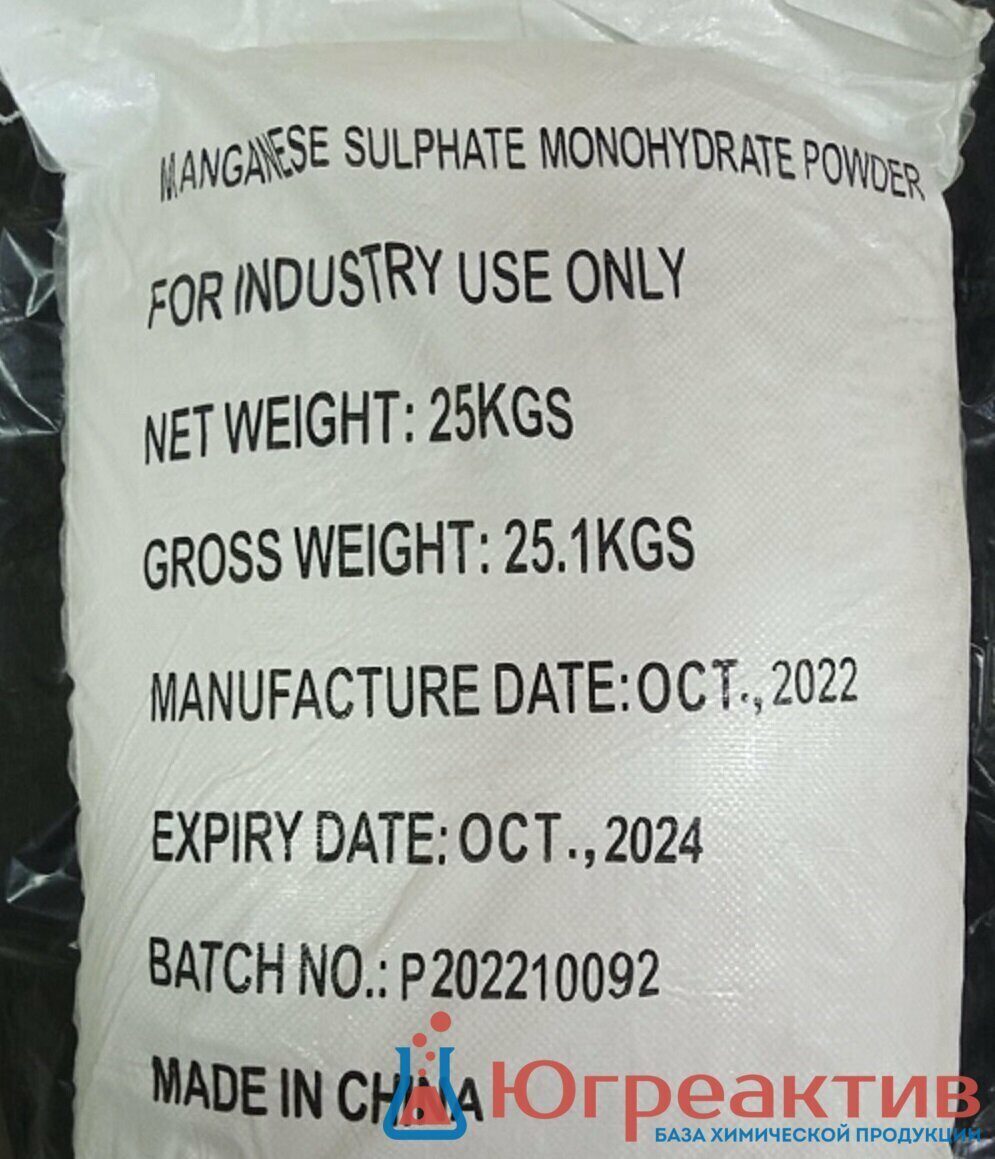 MANGANESE SULPHATE MONOHYDRATE POWDER
FOR INDUSTRY USE ONLY
NET WEIGHT: 25KGS
GROSS WEIGHT: 25.1KGS
MANUFACTURE DATE: OCT., 2022
EXPIRY DATE: OCT., 2024
BATCH NO.: P202210092
MADE IN CHINA
Югреактив
БАЗА ХИМИЧЕСКОЙ ПРОДУКЦИИ